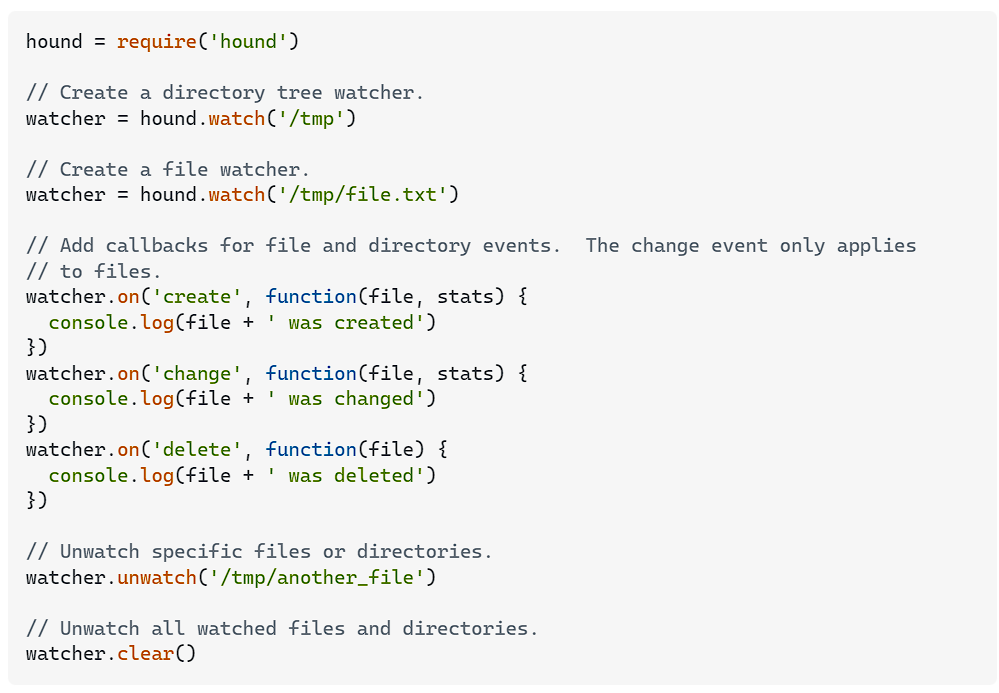 hound = require('hound')

// Create a directory tree watcher.
watcher = hound.watch('/tmp')

// Create a file watcher.
watcher = hound.watch('/tmp/file.txt')

// Add callbacks for file and directory events.  The change event only applies
// to files.
watcher.on('create', function(file, stats) {
  console.log(file + ' was created')
})
watcher.on('change', function(file, stats) {
  console.log(file + ' was changed')
})
watcher.on('delete', function(file) {
  console.log(file + ' was deleted')
})

// Unwatch specific files or directories.
watcher.unwatch('/tmp/another_file')

// Unwatch all watched files and directories.
watcher.clear()